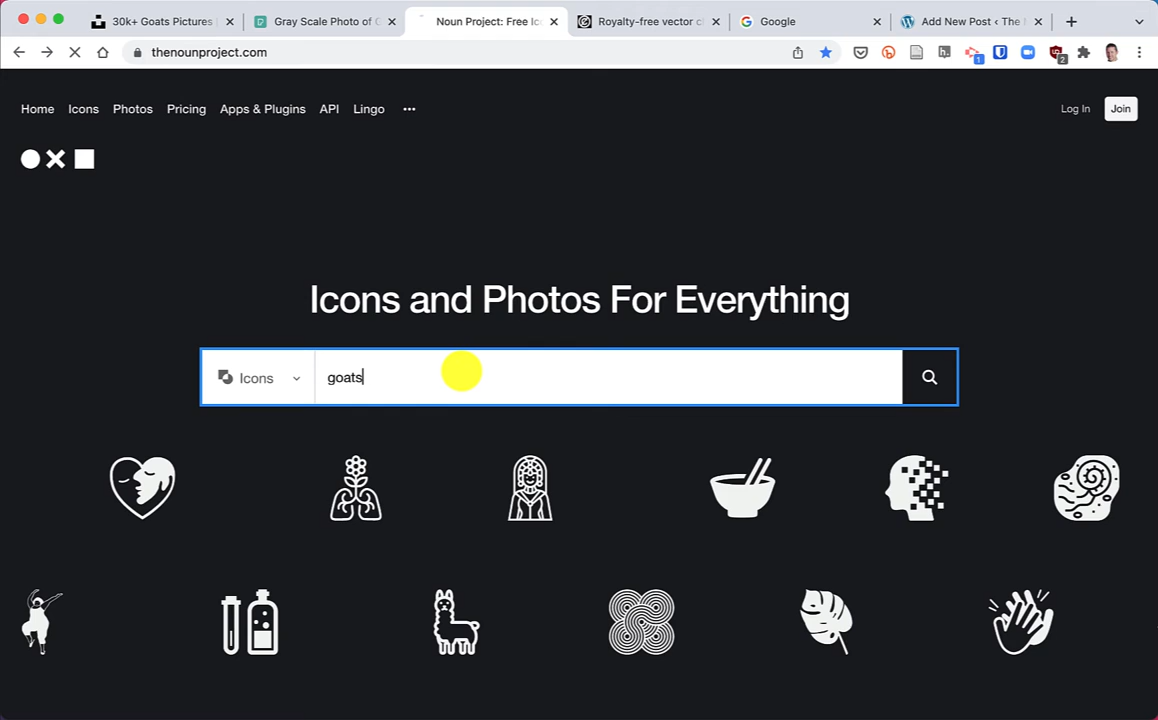 30k+ Goats Pictures
Gray Scale Photo of G
Noun Project: Free Ic
Royalty-free vector cl
Google
Add New Post ‹ The
thenounproject.com
1
2
Home
Icons
Photos
Pricing
Apps & Plugins
API
Lingo
Log In
Join
Icons and Photos For Everything
Icons
goats